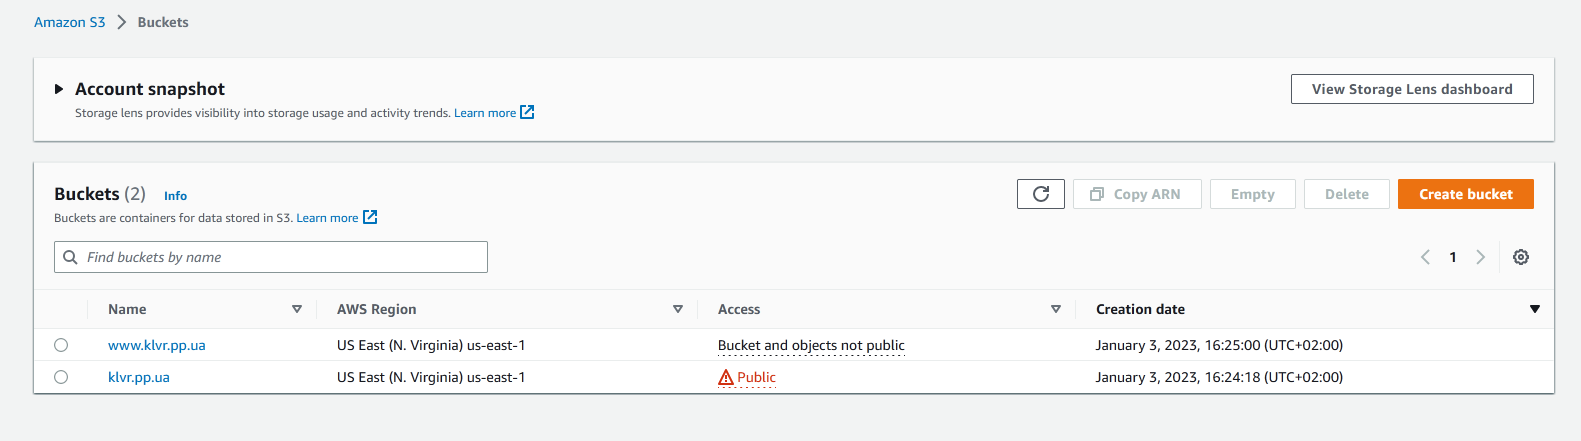 Amazon S3 > Buckets
Account snapshot
View Storage Lens dashboard
Storage lens provides visibility into storage usage and activity trends. Learn more
Buckets (2) Info
Copy ARN Empty Delete Create bucket
Buckets are containers for data stored in S3. Learn more
Find buckets by name
1
Name AWS Region Access Creation date
www.klvr.pp.ua US East (N. Virginia) us-east-1 Bucket and objects not public January 3, 2023, 16:25:00 (UTC+02:00)
klvr.pp.ua US East (N. Virginia) us-east-1 Public January 3, 2023, 16:24:18 (UTC+02:00)